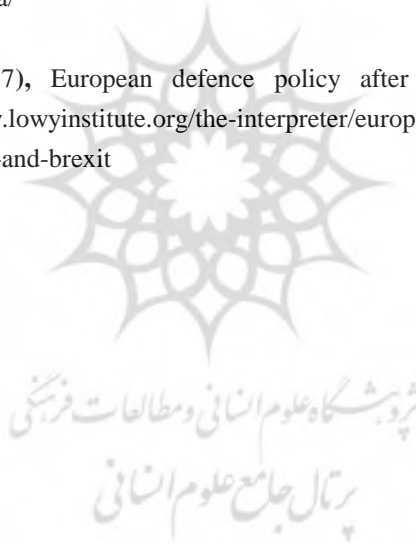 a/
7), European defence policy after
.lowyinstitute.org/the-interpreter/europ
-and-brexit
پژوهشگاه علوم انسانی و مطالعات فرهنگی
پرتال جامع علوم انسانی